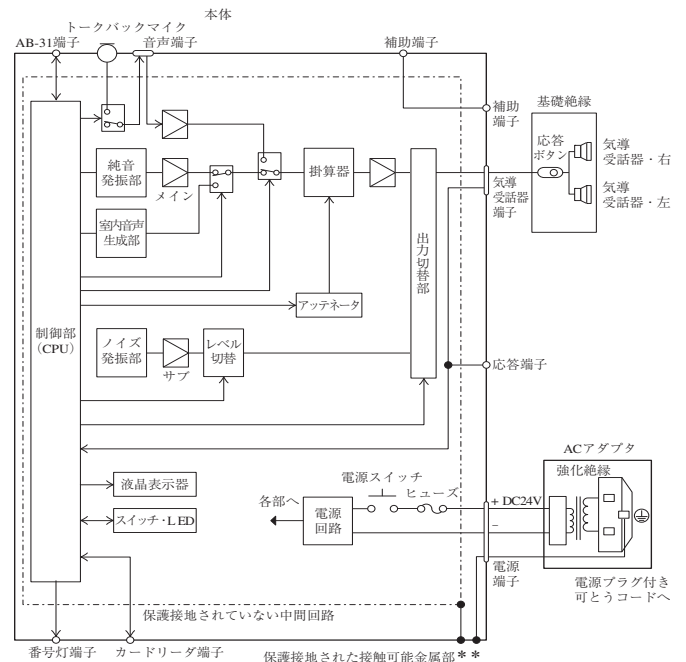 本体
トークバックマイク
AB-31端子
音声端子
補助端子
基礎絶縁
補助
端子
応答
ボタン
気導
受話器・右
気導
受話器・左
純音
発振部
メイン
掛算器
気導
受話器
端子
室内音声
生成部
出力切替部
アッテネータ
制御部
（CPU）
ノイズ
発振部
サブ
レベル
切替
応答端子
ACアダプタ
強化絶縁
電源スイッチ
ヒューズ
液晶表示器
各部へ
電源
回路
+ DC24V
−
スイッチ・LED
電源
端子
電源プラグ付き
可とうコードへ
保護接地されていない中間回路
番号灯端子
カードリーダ端子
保護接地された接触可能金属部＊＊